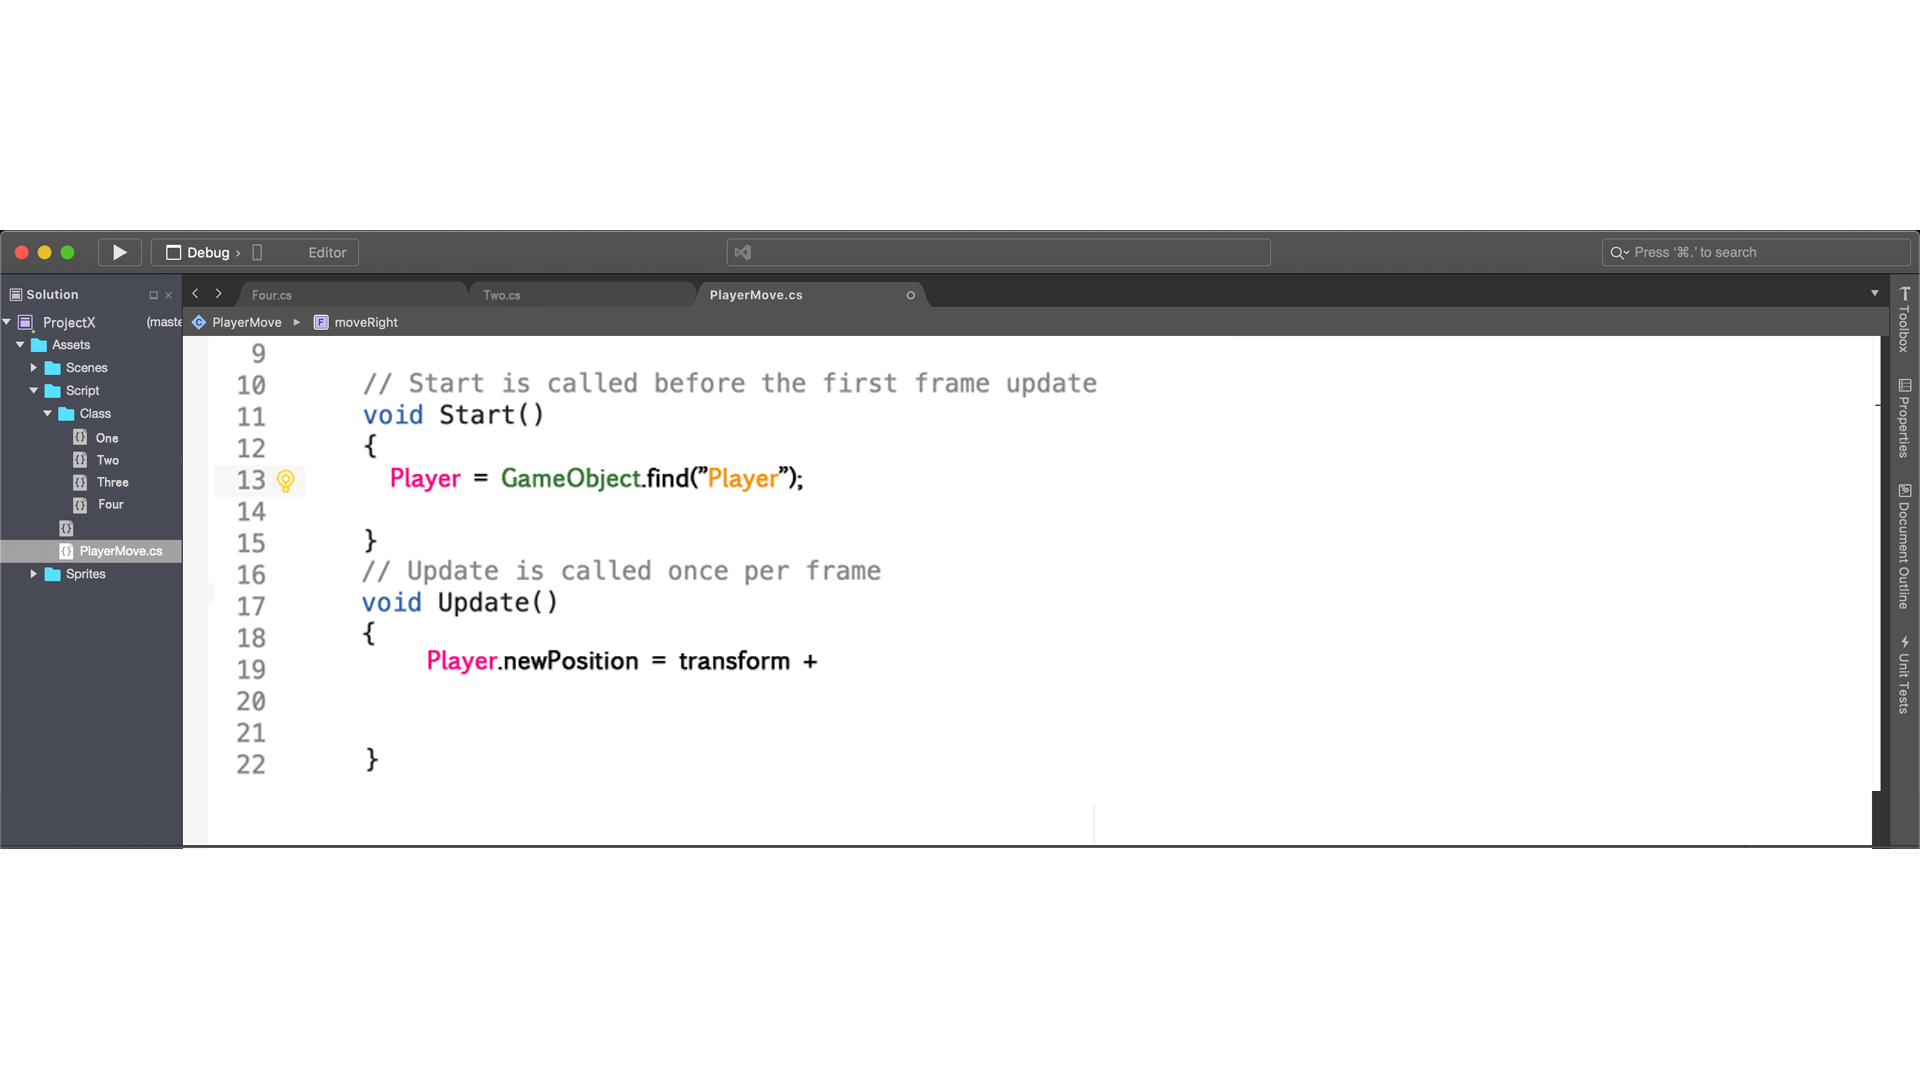 Debug › Editor
Press ‘⌘.’ to search
Solution
Four.cs
Two.cs
PlayerMove.cs
ProjectX (maste
PlayerMove
moveRight
Assets
Scenes
Script
Class
One
Two
Three
Four
PlayerMove.cs
Sprites
9
10 // Start is called before the first frame update
11 void Start()
12 {
13 Player = GameObject.find(”Player”);
14
15 }
16 // Update is called once per frame
17 void Update()
18 {
19 Player.newPosition = transform +
20
21
22 }
Toolbox
Properties
Document Outline
Unit Tests